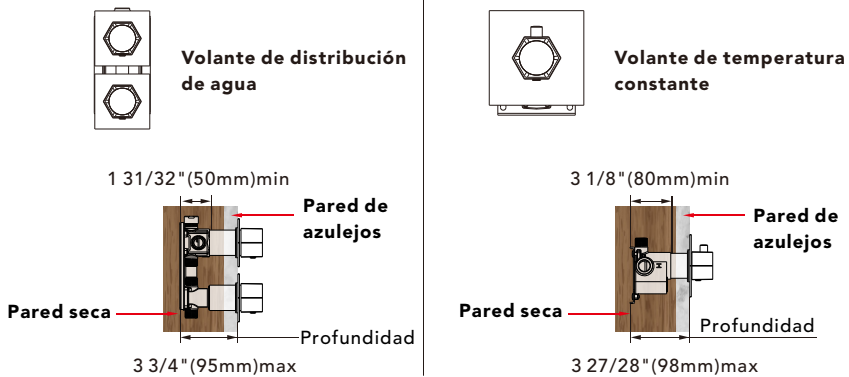 Volante de distribución
de agua
1 31/32"(50mm)min
Pared de
azulejos
Pared seca
Profundidad
3 3/4"(95mm)max
Volante de temperatura
constante
3 1/8"(80mm)min
Pared de
azulejos
H
Pared seca
Profundidad
3 27/28"(98mm)max